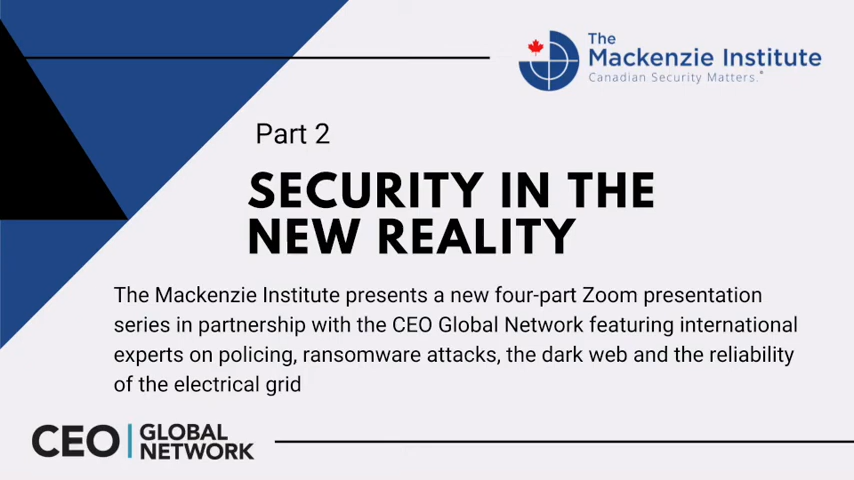 The
Mackenzie Institute
Canadian Security Matters.®
Part 2
SECURITY IN THE
NEW REALITY
The Mackenzie Institute presents a new four-part Zoom presentation
series in partnership with the CEO Global Network featuring international
experts on policing, ransomware attacks, the dark web and the reliability
of the electrical grid
CEO GLOBAL
NETWORK